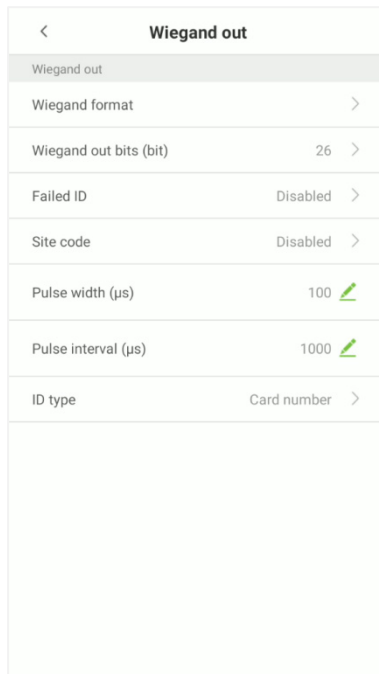 Wiegand out
Wiegand out
Wiegand format
Wiegand out bits (bit) 26
Failed ID Disabled
Site code Disabled
Pulse width (μs) 100
Pulse interval (μs) 1000
ID type Card number